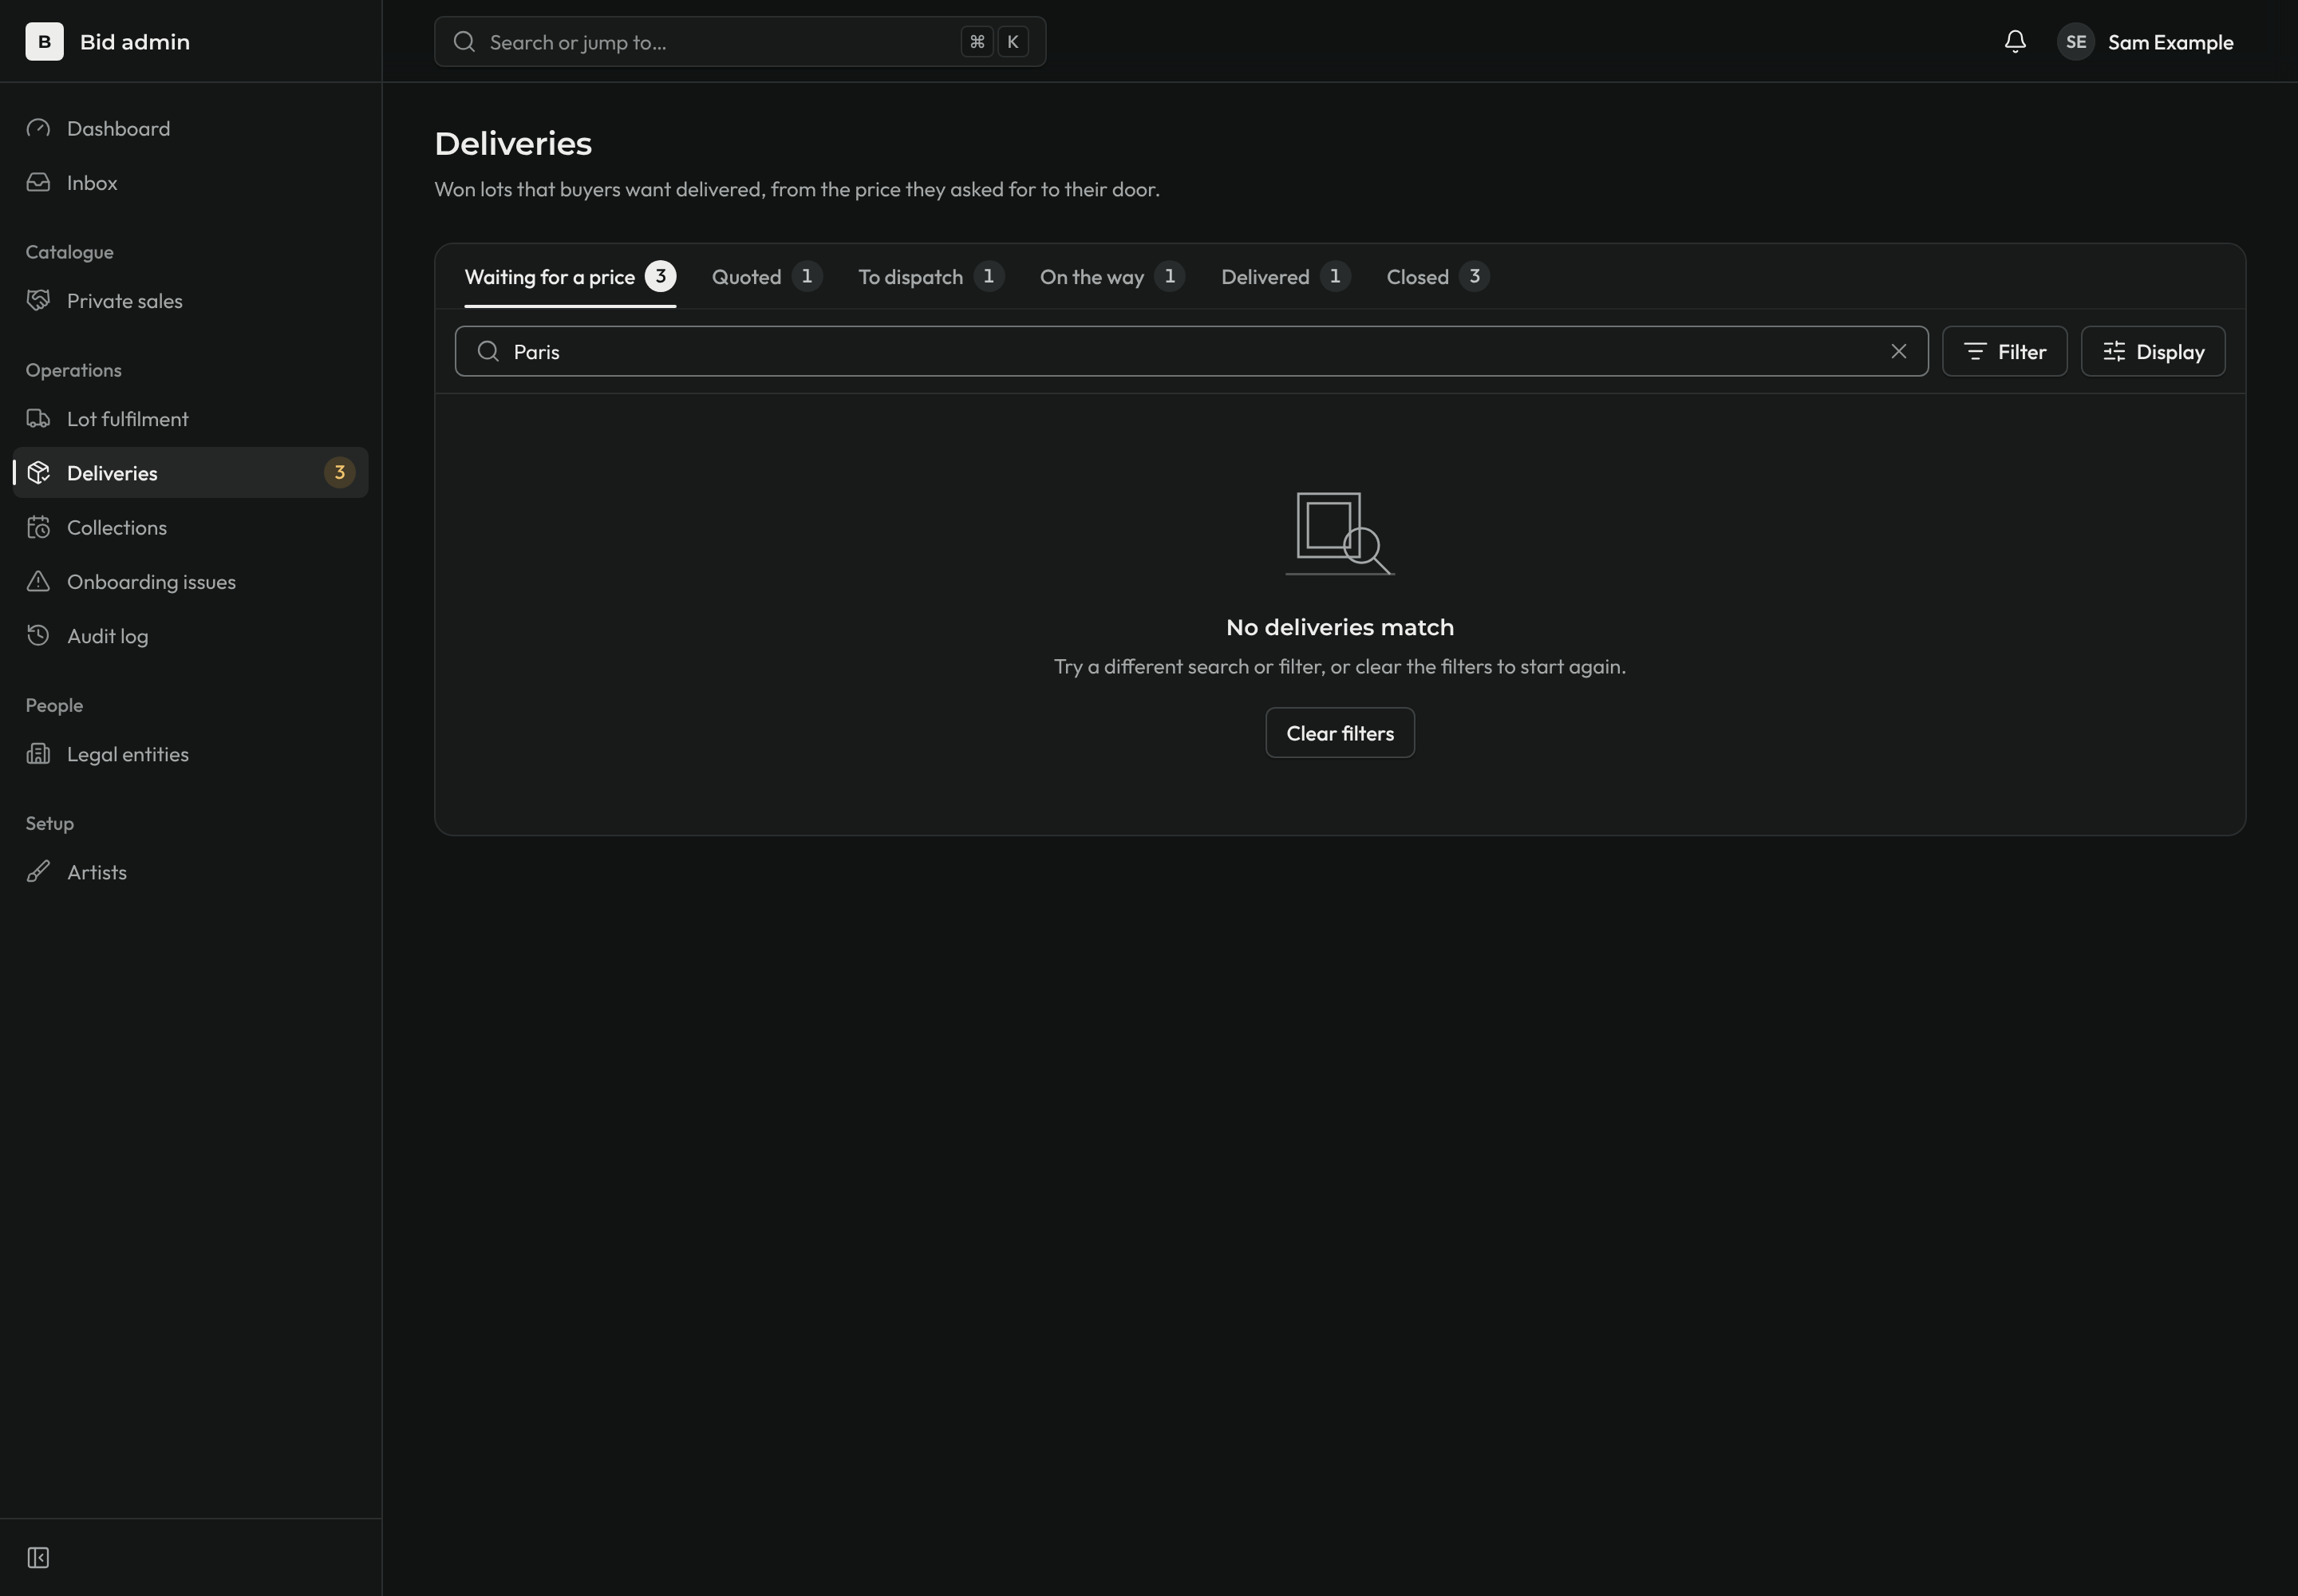 B Bid admin
Search or jump to... ⌘ K
SE Sam Example
Dashboard
Inbox
Catalogue
Private sales
Operations
Lot fulfilment
Deliveries 3
Collections
Onboarding issues
Audit log
People
Legal entities
Setup
Artists
Deliveries
Won lots that buyers want delivered, from the price they asked for to their door.
Waiting for a price 3 Quoted 1 To dispatch 1 On the way 1 Delivered 1 Closed 3
Paris Filter Display
No deliveries match
Try a different search or filter, or clear the filters to start again.
Clear filters